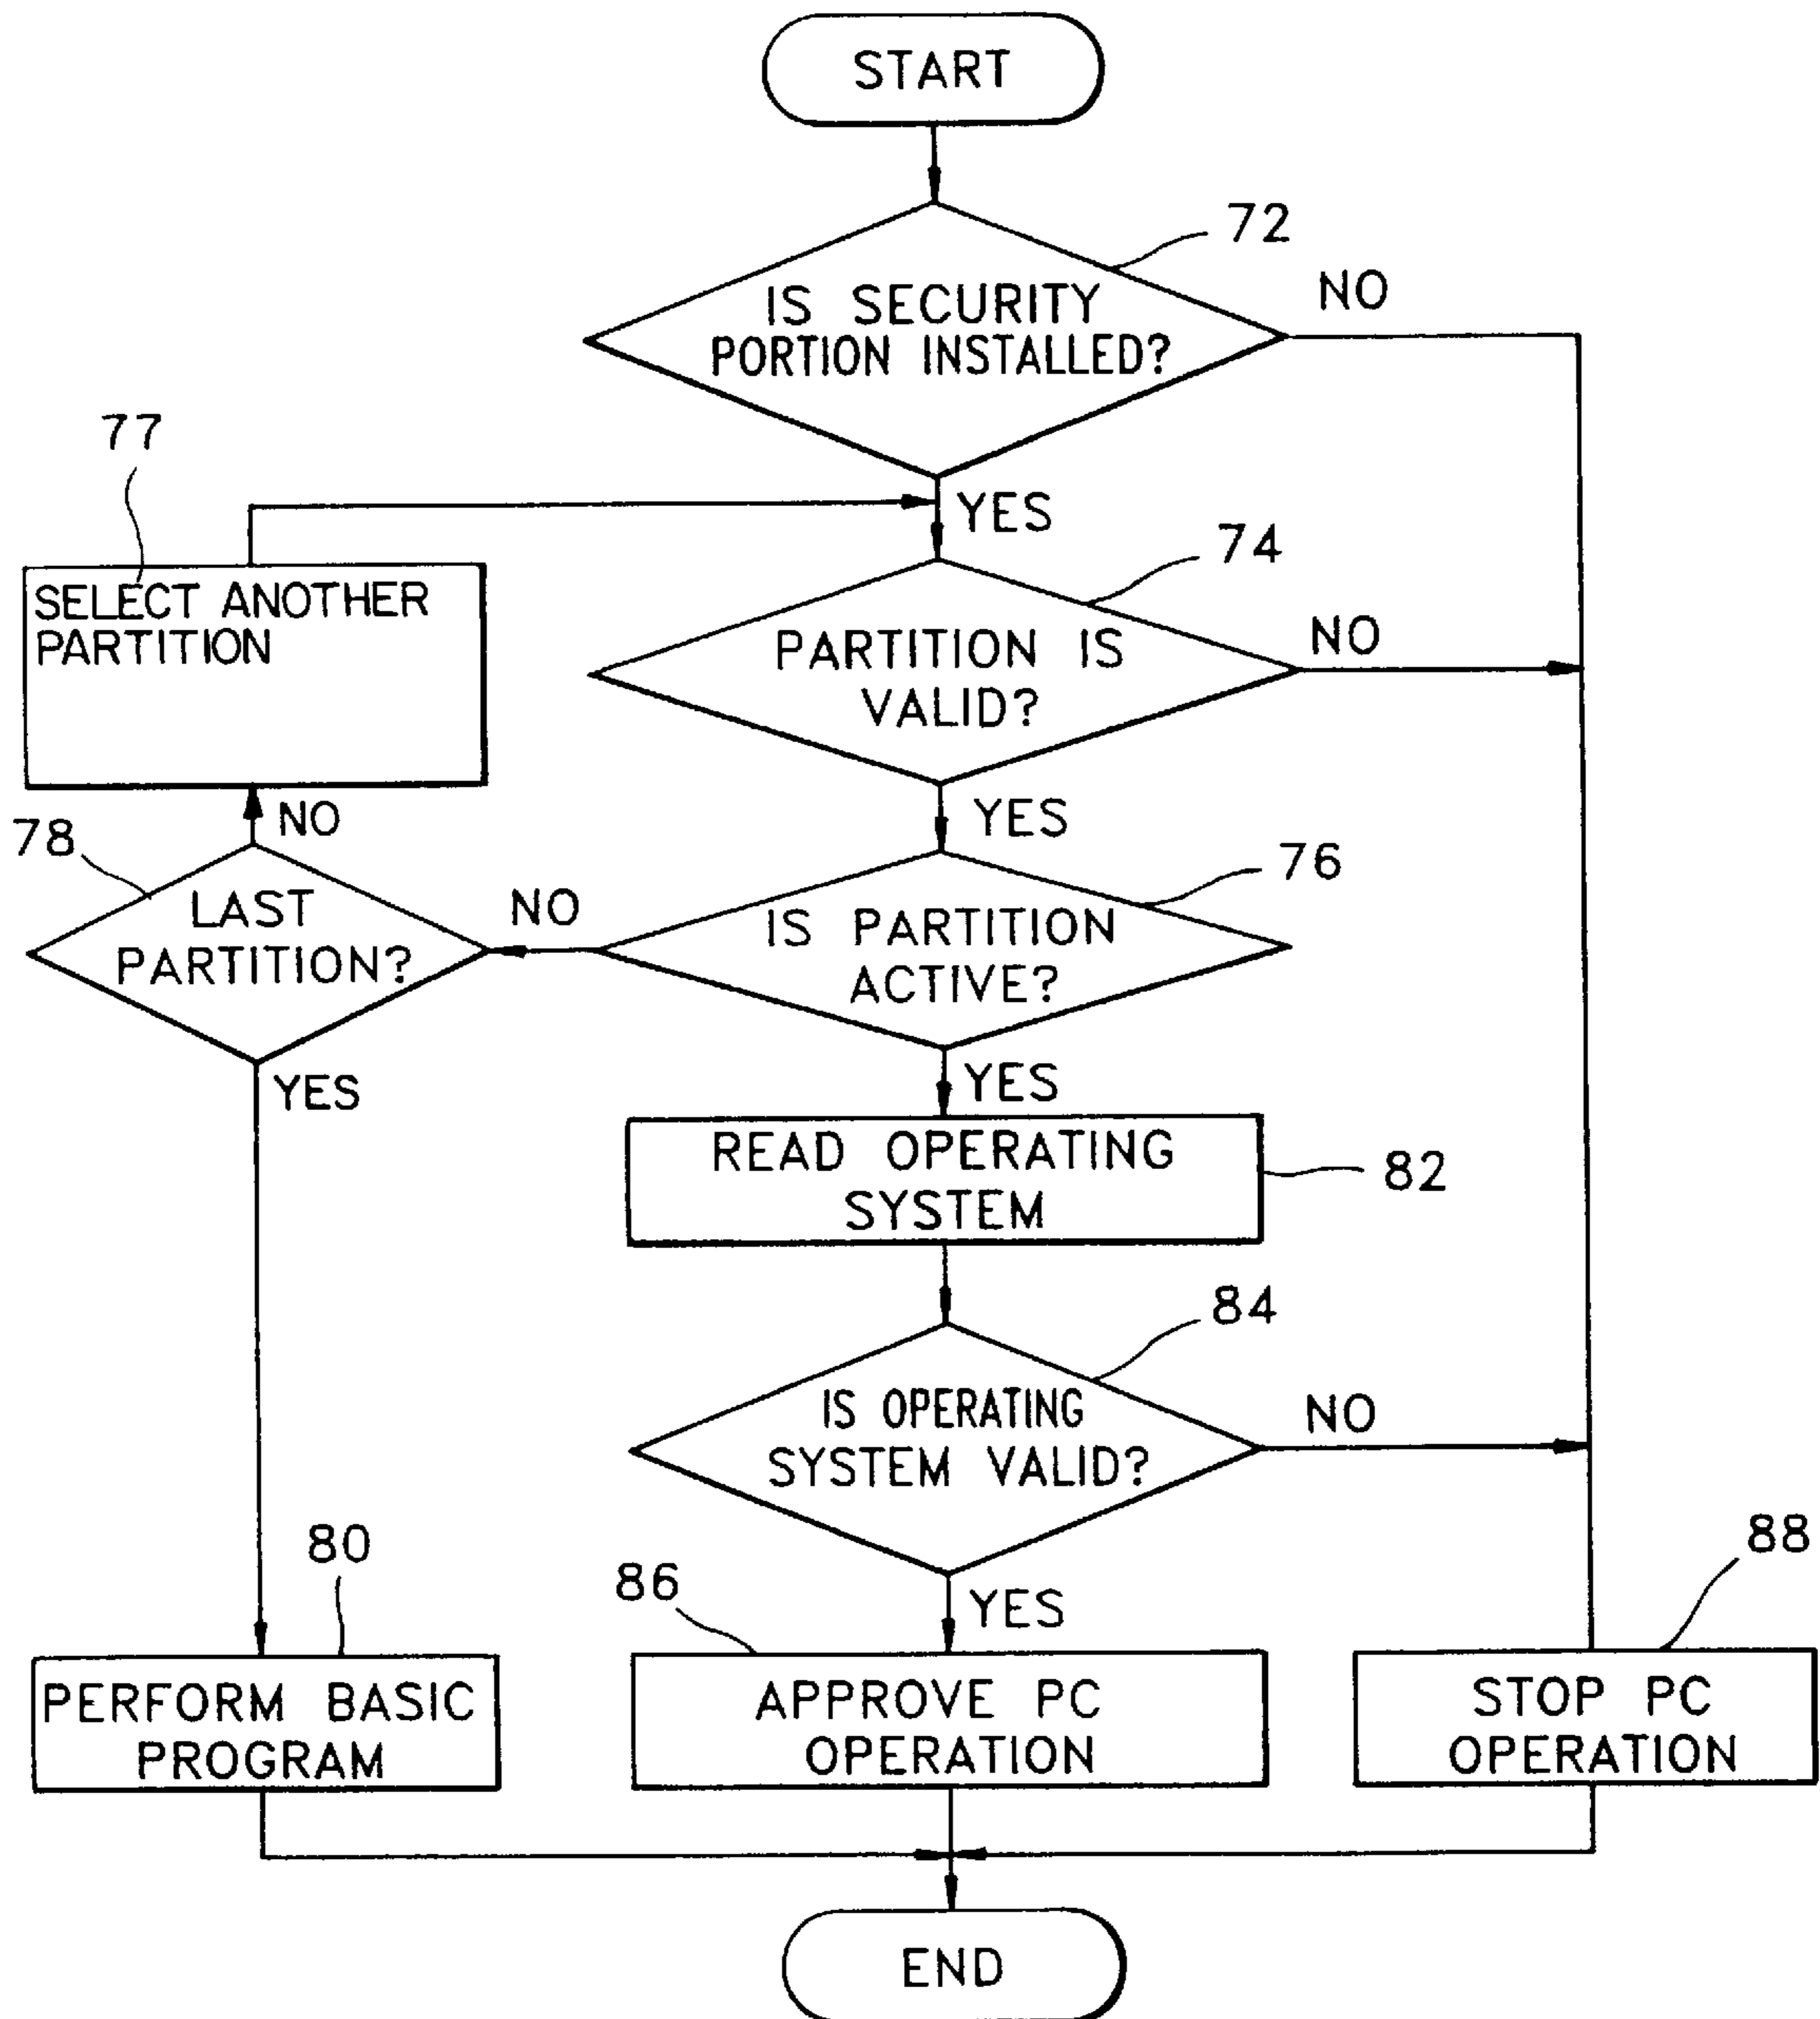 START
72
IS SECURITY
PORTION INSTALLED?
NO
77
YES
74
SELECT ANOTHER
PARTITION
PARTITION IS
VALID?
NO
NO
YES
78
76
LAST
PARTITION?
NO
IS PARTITION
ACTIVE?
YES
YES
READ OPERATING
SYSTEM
82
84
IS OPERATING
SYSTEM VALID?
NO
80
86
YES
88
PERFORM BASIC
PROGRAM
APPROVE PC
OPERATION
STOP PC
OPERATION
END